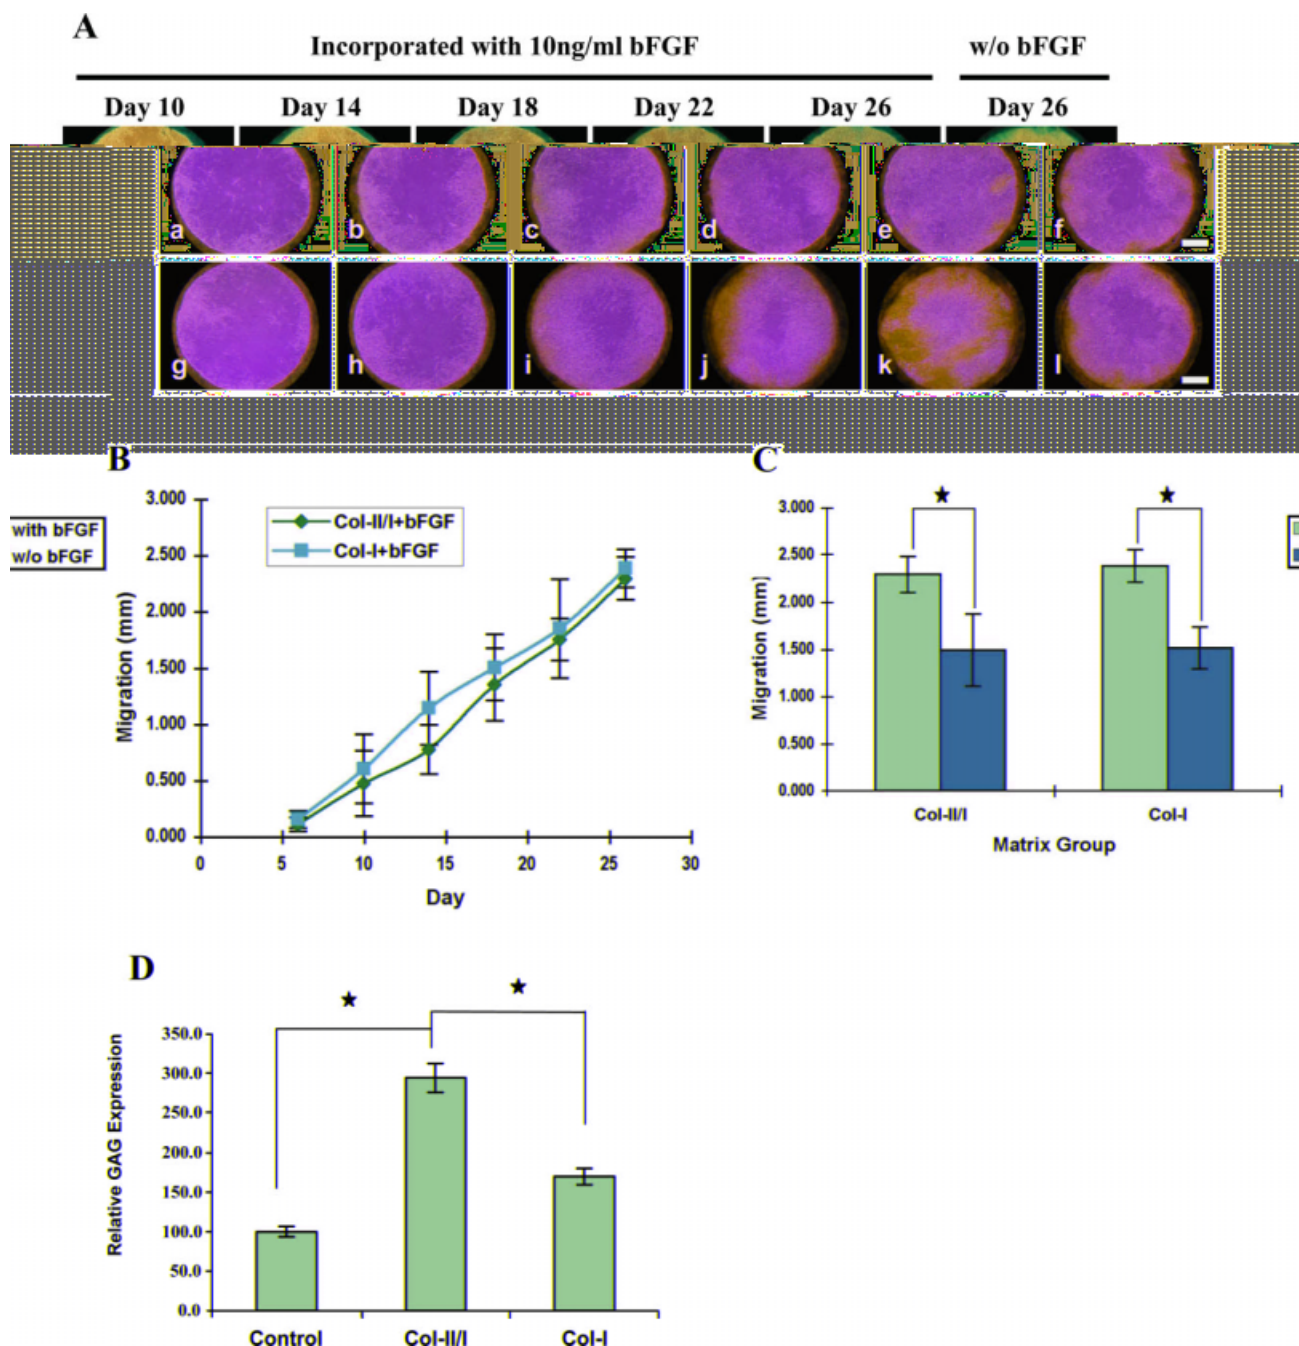 A
Incorporated with 10ng/ml bFGF
w/o bFGF
Day 10 Day 14 Day 18 Day 22 Day 26 Day 26
a b c d e f
g h i j k l
B
3.000
2.500
2.000
1.500
1.000
0.500
0.000
Migration (mm)
Col-II/I+bFGF
Col-I+bFGF
0 5 10 15 20 25 30
Day
with bFGF
w/o bFGF
C
3.000
2.500
2.000
1.500
1.000
0.500
0.000
Migration (mm)
Col-II/I Col-I
Matrix Group
D
350.0
300.0
250.0
200.0
150.0
100.0
50.0
0.0
Relative GAG Expression
Control Col-II/I Col-I